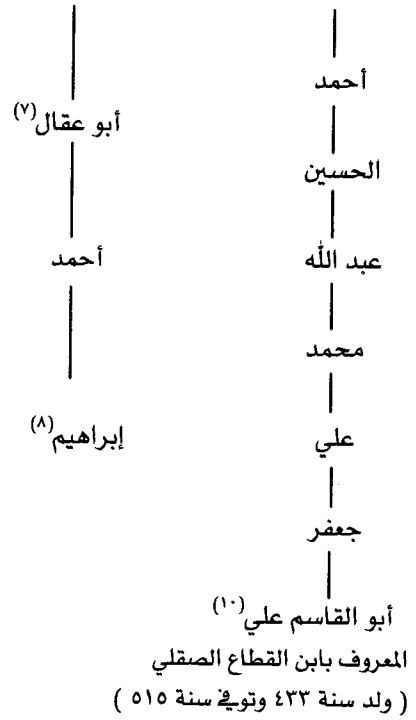 أحمد
أبو عقال(٧)
الحسين
عبد الله
أحمد
محمد
علي
إبراهيم(٨)
جعفر
أبو القاسم علي(١٠)
المعروف بابن القطاع الصقلي
( ولد سنة ٤٣٣ وتوفي سنة ٥١٥ )